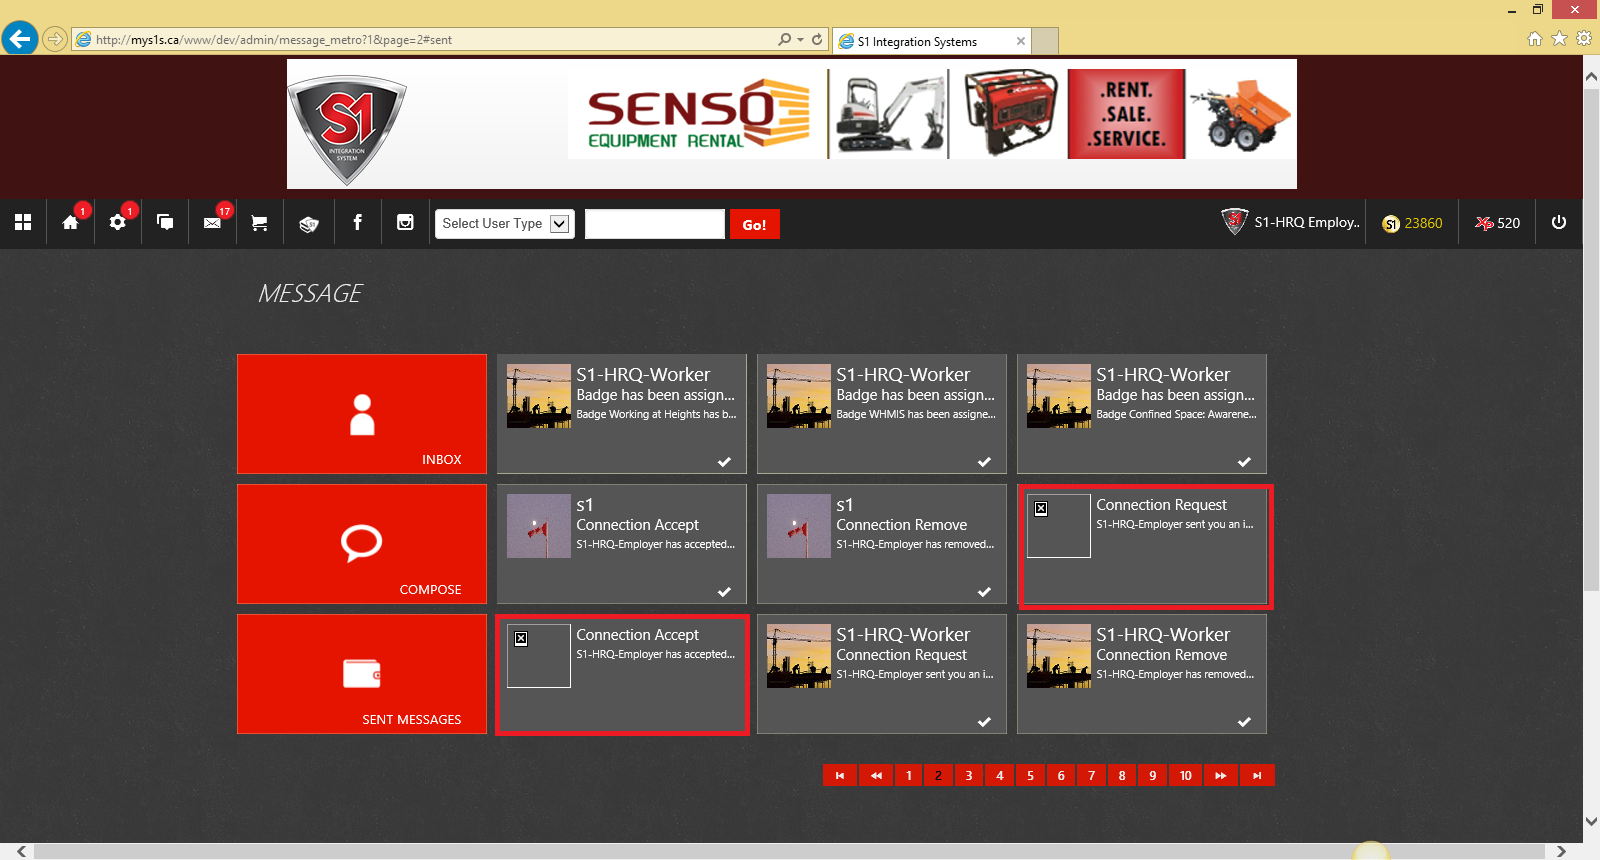 http://mys1s.ca/www/dev/admin/message_metro?1&page=2#sent
S1 Integration Systems
S1
INTEGRATION
SYSTEM
SENSO
EQUIPMENT RENTAL
.RENT.
.SALE.
.SERVICE.
1
1
17
Select User Type
Go!
S1-HRQ Employ..
S1
23860
Xp
520
MESSAGE
INBOX
S1-HRQ-Worker
Badge has been assign...
Badge Working at Heights has b...
S1-HRQ-Worker
Badge has been assign...
Badge WHMIS has been assigne...
S1-HRQ-Worker
Badge has been assign...
Badge Confined Space: Awarene...
COMPOSE
s1
Connection Accept
S1-HRQ-Employer has accepted...
s1
Connection Remove
S1-HRQ-Employer has removed...
Connection Request
S1-HRQ-Employer sent you an i...
SENT MESSAGES
Connection Accept
S1-HRQ-Employer has accepted...
S1-HRQ-Worker
Connection Request
S1-HRQ-Employer sent you an i...
S1-HRQ-Worker
Connection Remove
S1-HRQ-Employer has removed...
1 2 3 4 5 6 7 8 9 10